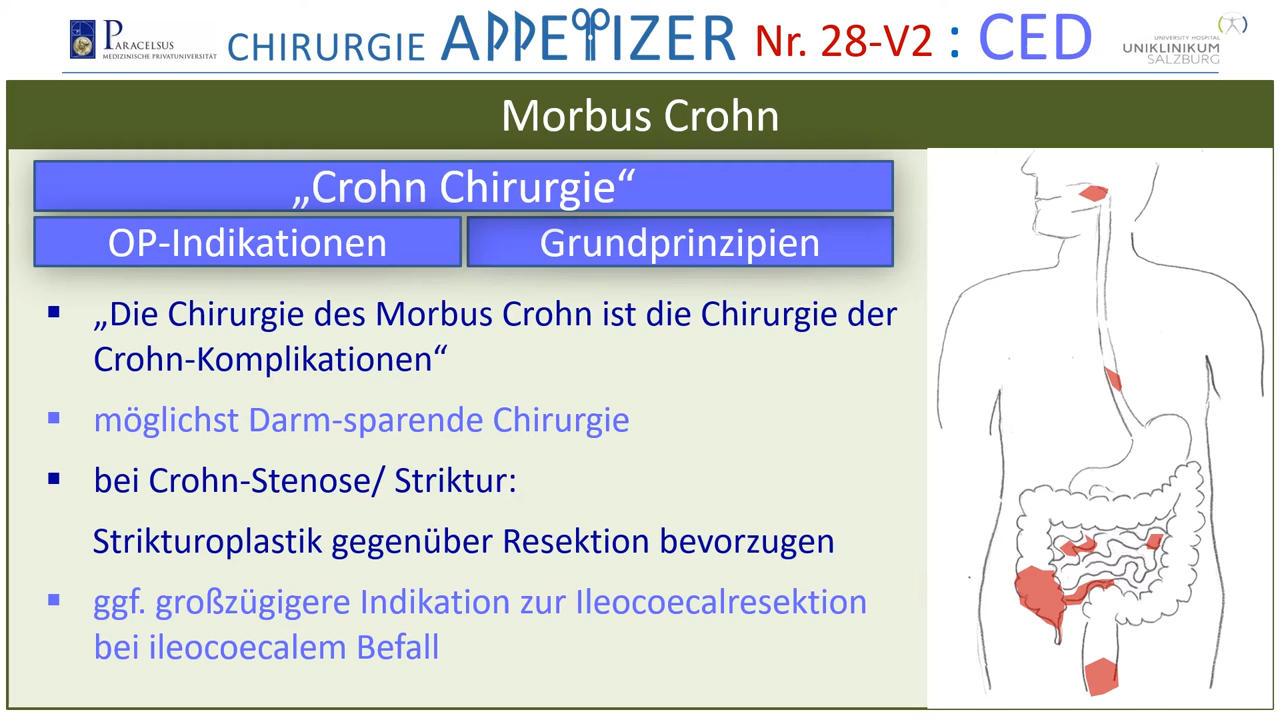 PARACELSUS
MEDIZINISCHE PRIVATUNIVERSITÄT
CHIRURGIE APPETIZER Nr. 28-V2 : CED
UNIVERSITY HOSPITAL
UNIKLINIKUM
SALZBURG
Morbus Crohn
„Crohn Chirurgie“
OP-Indikationen
Grundprinzipien
▪ „Die Chirurgie des Morbus Crohn ist die Chirurgie der
Crohn-Komplikationen“
▪ möglichst Darm-sparende Chirurgie
▪ bei Crohn-Stenose/ Striktur:
Strikturoplastik gegenüber Resektion bevorzugen
▪ ggf. großzügigere Indikation zur Ileocoecalresektion
bei ileocoecalem Befall